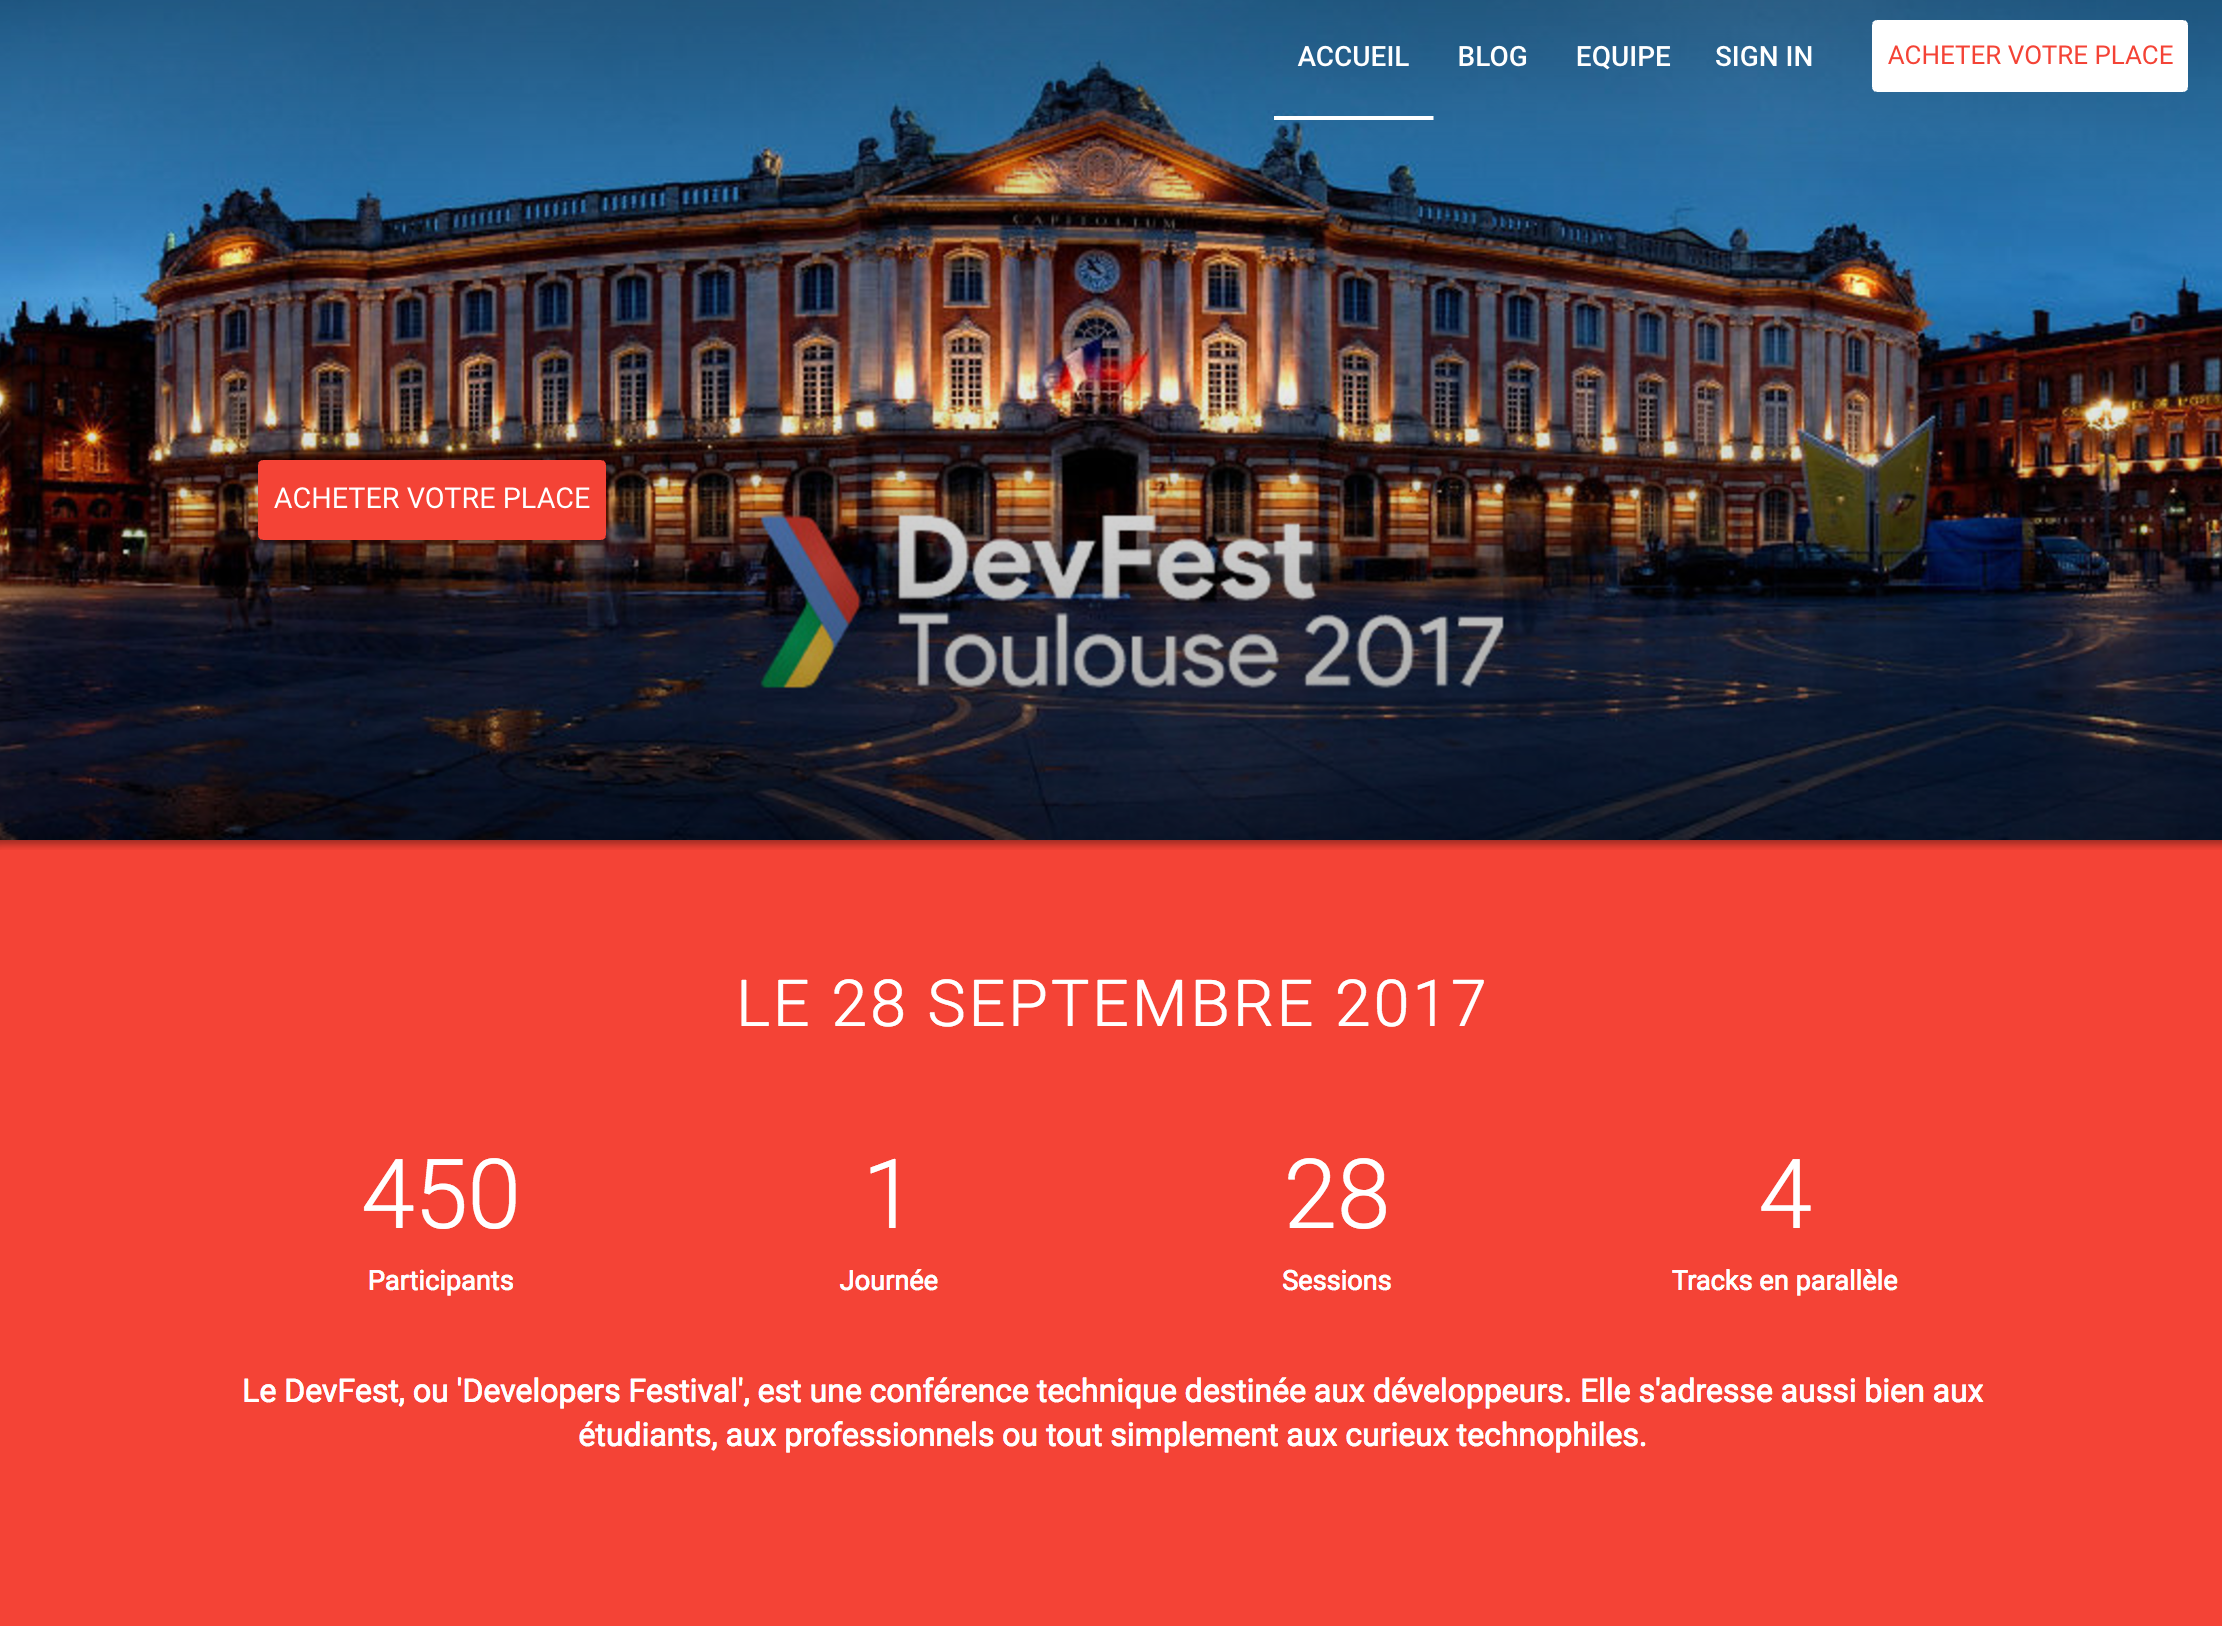 ACCUEIL BLOG EQUIPE SIGN IN ACHETER VOTRE PLACE
CAPITOLIUM
ACHETER VOTRE PLACE
DevFest
Toulouse 2017
LE 28 SEPTEMBRE 2017
450 1 28 4
Participants Journée Sessions Tracks en parallèle
Le DevFest, ou 'Developers Festival', est une conférence technique destinée aux développeurs. Elle s'adresse aussi bien aux
étudiants, aux professionnels ou tout simplement aux curieux technophiles.